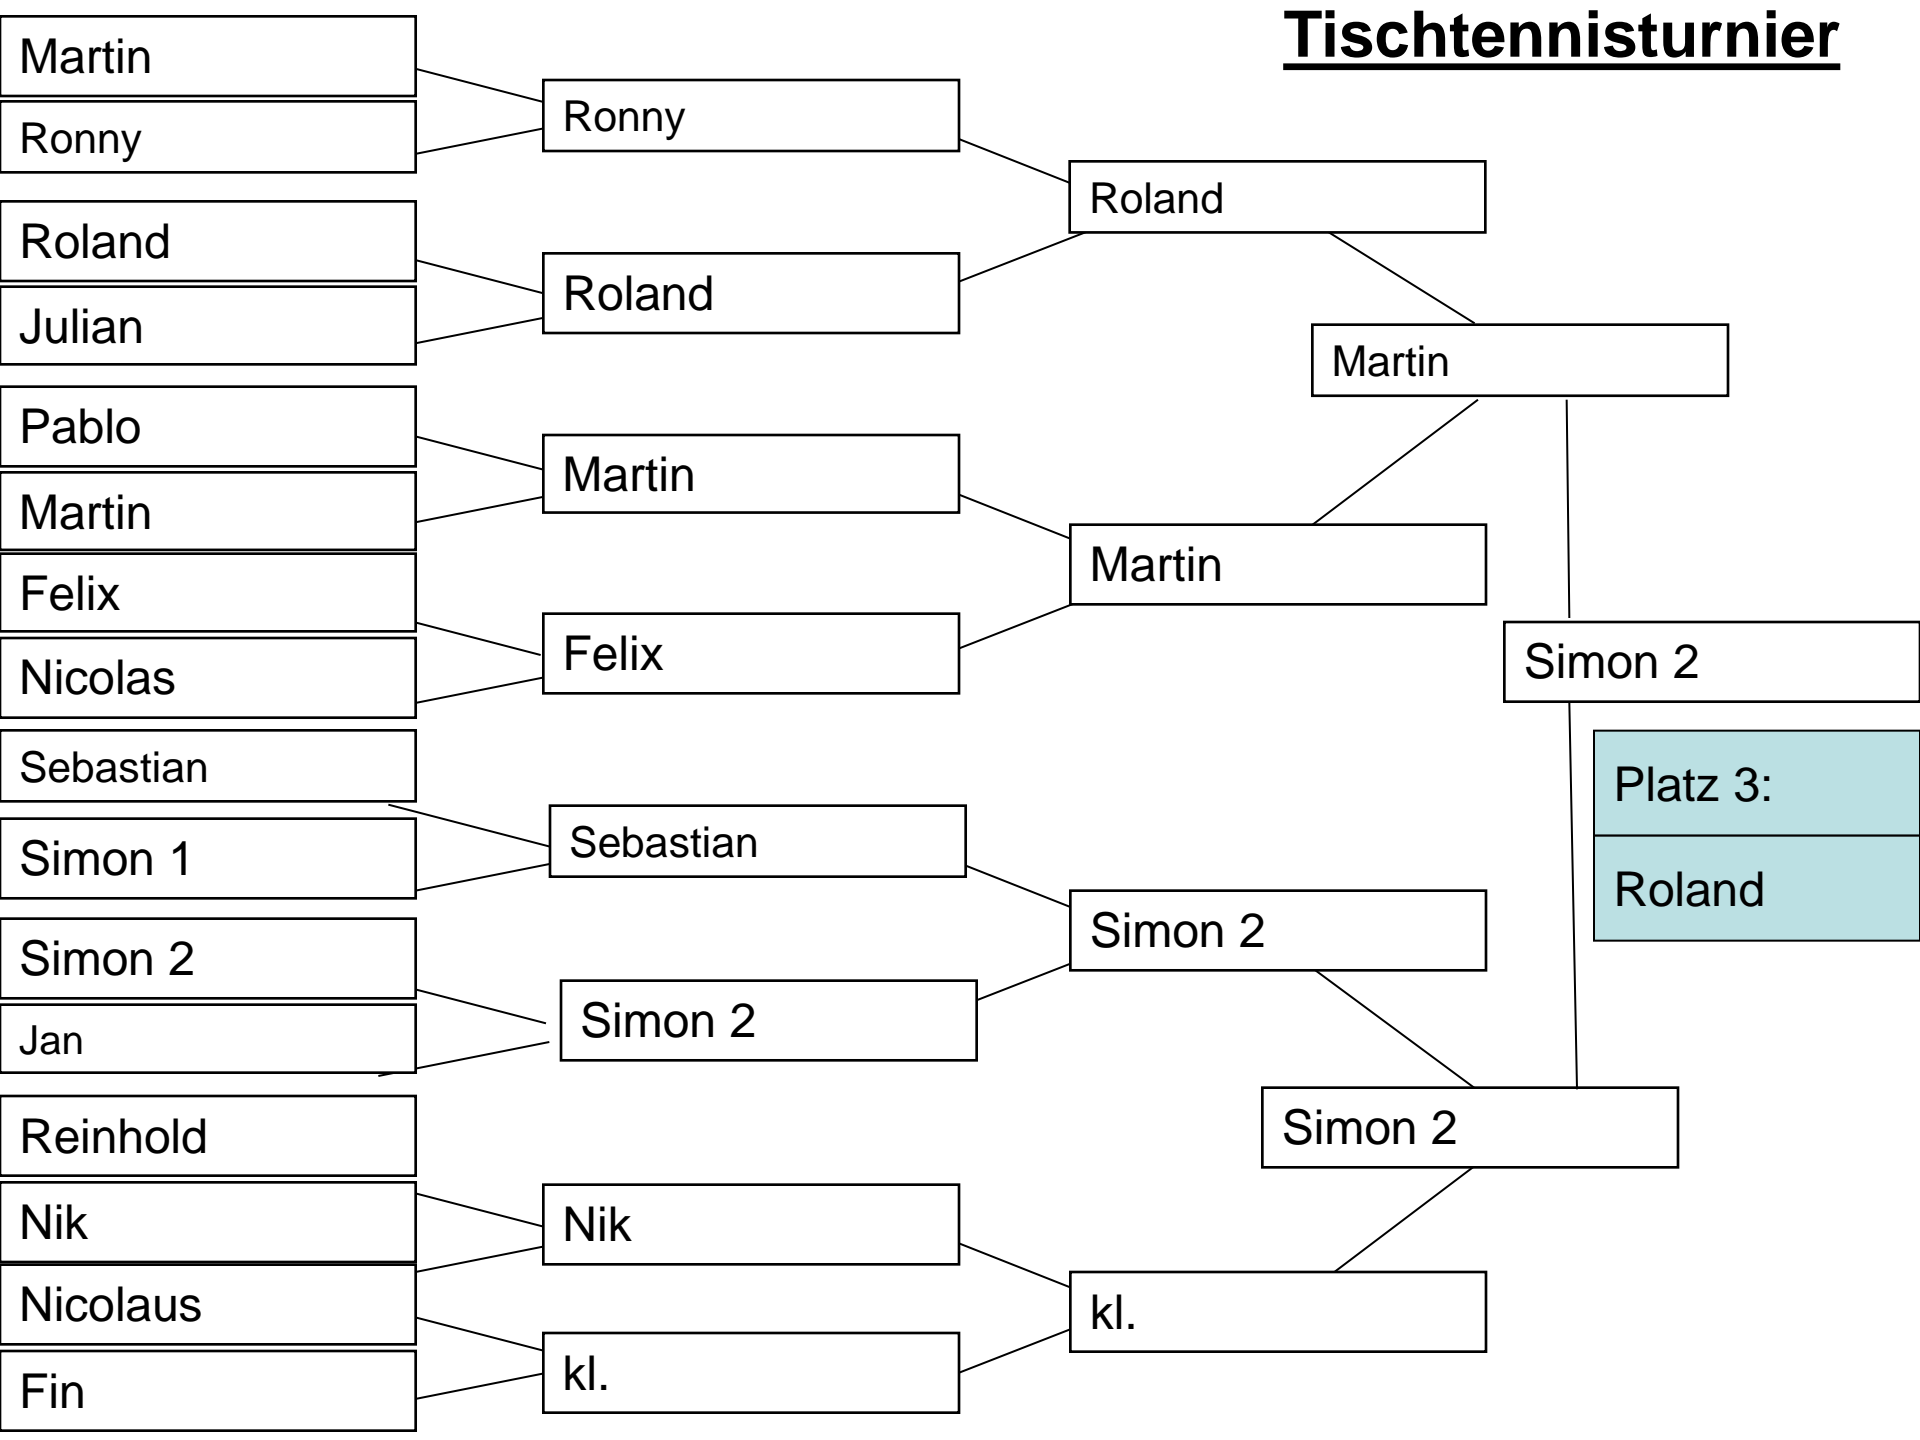 Tischtennisturnier
Martin
Ronny
Roland
Julian
Pablo
Martin
Felix
Nicolas
Sebastian
Simon 1
Simon 2
Jan
Reinhold
Nik
Nicolaus
Fin
Ronny
Roland
Martin
Felix
Sebastian
Simon 2
Nik
kl.
Roland
Martin
Simon 2
kl.
Martin
Simon 2
Simon 2
Platz 3:
Roland